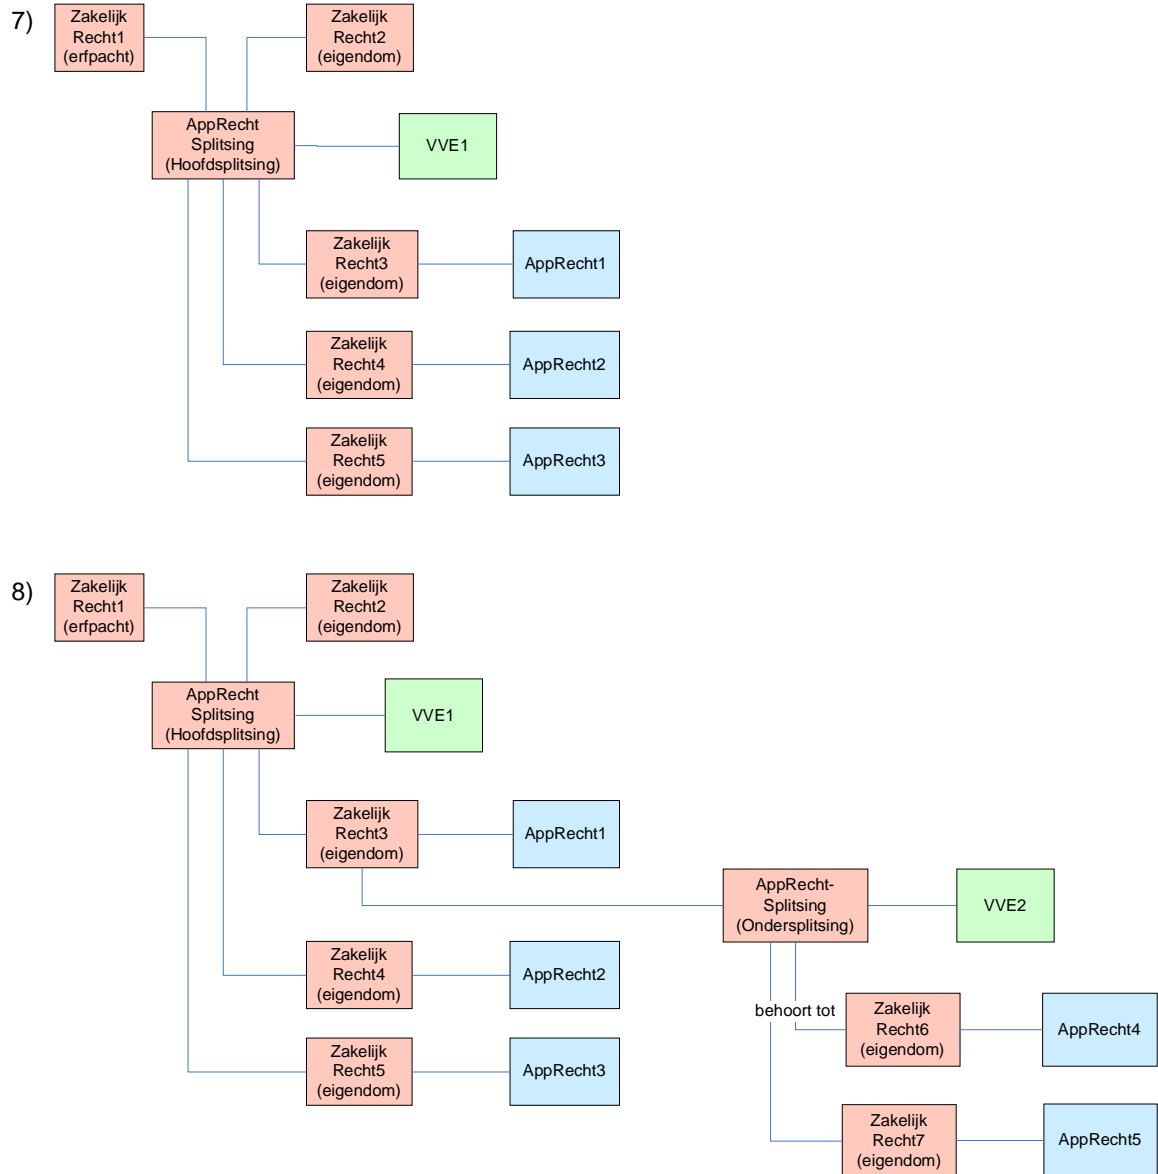 7)
Zakelijk
Recht1
(erfpacht)
Zakelijk
Recht2
(eigendom)
AppRecht
Splitsing
(Hoofdsplitsing)
VVE1
Zakelijk
Recht3
(eigendom)
AppRecht1
Zakelijk
Recht4
(eigendom)
AppRecht2
Zakelijk
Recht5
(eigendom)
AppRecht3
8)
Zakelijk
Recht1
(erfpacht)
Zakelijk
Recht2
(eigendom)
AppRecht
Splitsing
(Hoofdsplitsing)
VVE1
Zakelijk
Recht3
(eigendom)
AppRecht1
AppRecht-
Splitsing
(Ondersplitsing)
VVE2
Zakelijk
Recht4
(eigendom)
AppRecht2
behoort tot
Zakelijk
Recht6
(eigendom)
AppRecht4
Zakelijk
Recht5
(eigendom)
AppRecht3
Zakelijk
Recht7
(eigendom)
AppRecht5